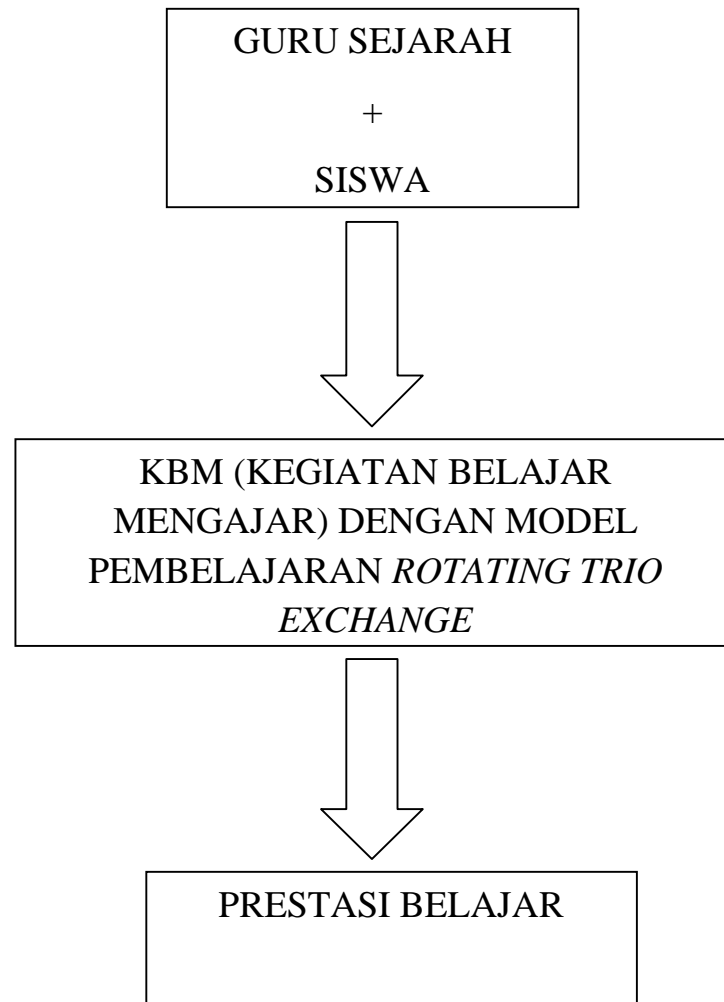 GURU SEJARAH
+
SISWA
KBM (KEGIATAN BELAJAR
MENGAJAR) DENGAN MODEL
PEMBELAJARAN ROTATING TRIO
EXCHANGE
PRESTASI BELAJAR